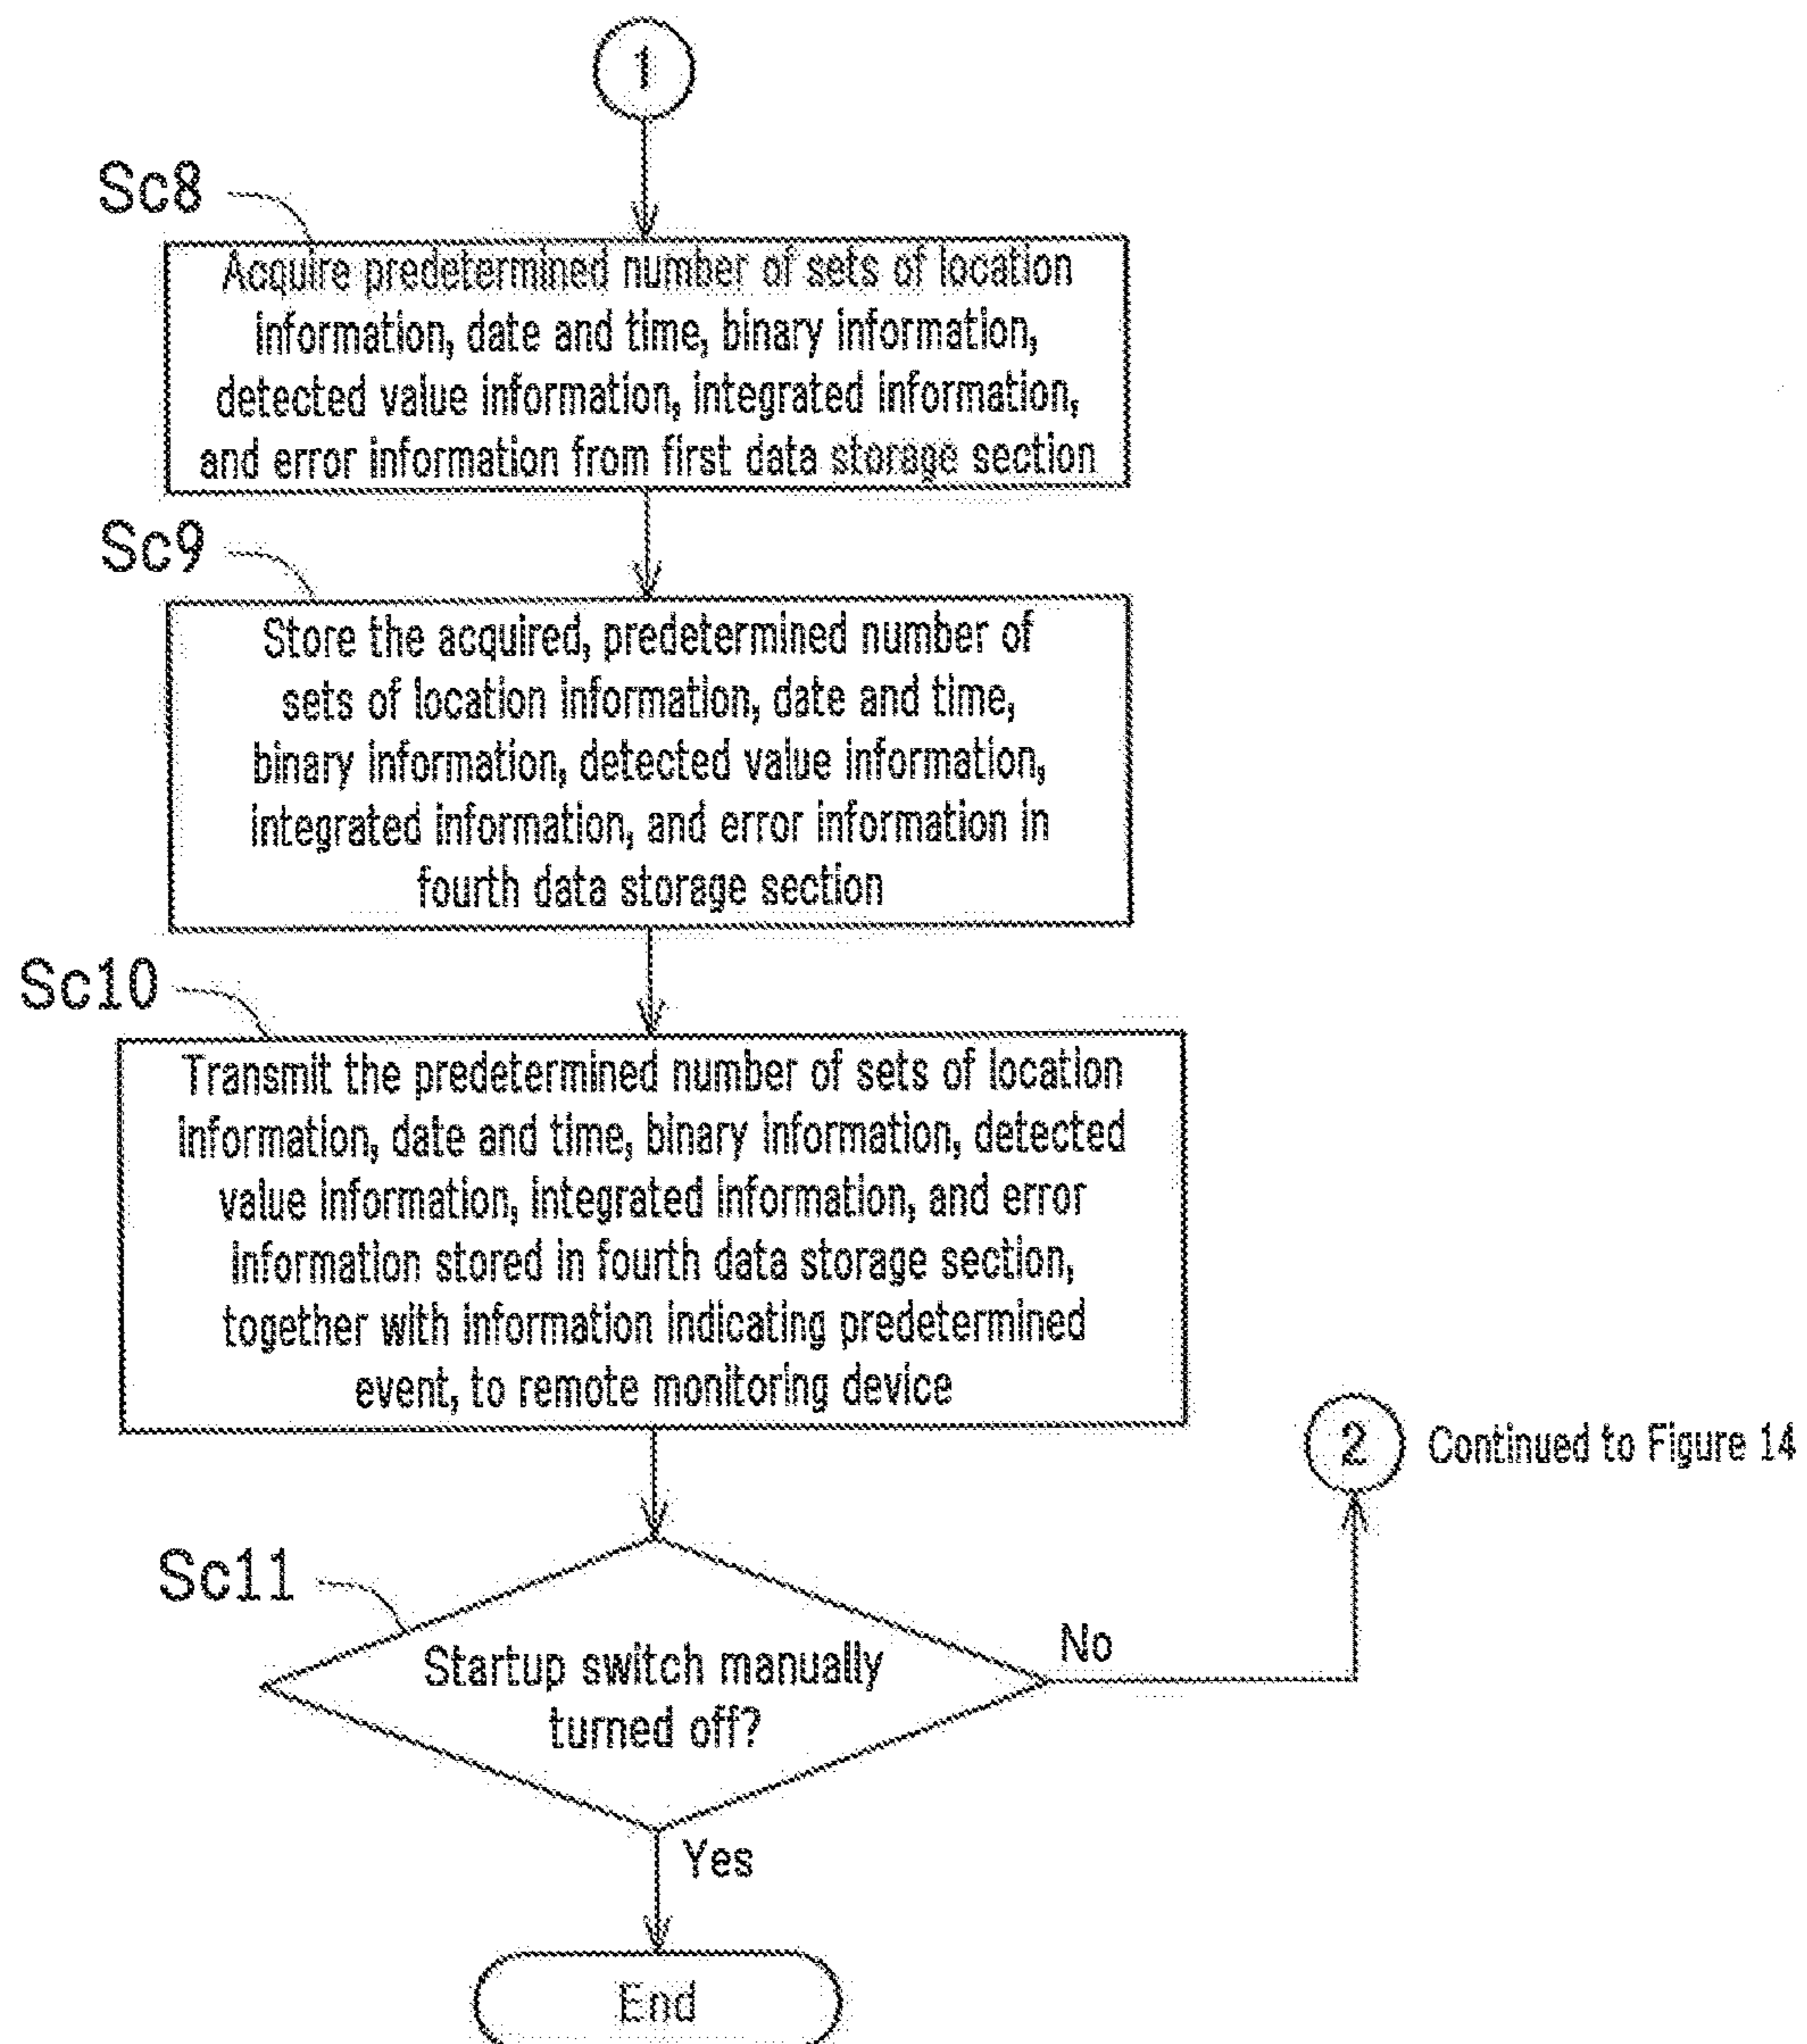 1
Sc8
Acquire predetermined number of sets of location
information, date and time, binary information,
detected value information, integrated information,
and error information from first data storage section
Sc9
Store the acquired, predetermined number of
sets of location information, date and time,
binary information, detected value information,
integrated information, and error information in
fourth data storage section
Sc10
Transmit the predetermined number of sets of location
information, date and time, binary information, detected
value information, integrated information, and error
information stored in fourth data storage section,
together with information indicating predetermined
event, to remote monitoring device
2 Continued to Figure 14
Sc11
Startup switch manually
turned off?
No
Yes
End